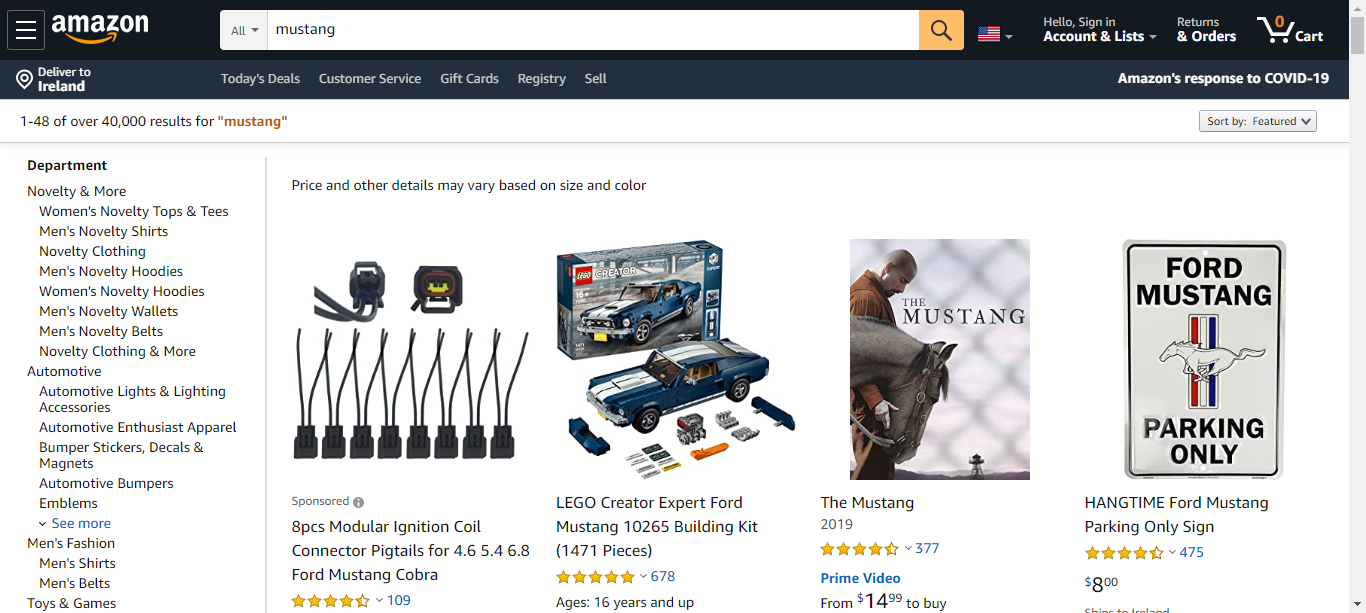 amazon
All
mustang
Hello, Sign in
Account & Lists
Returns
& Orders
0
Cart
Deliver to
Ireland
Today's Deals
Customer Service
Gift Cards
Registry
Sell
Amazon's response to COVID-19
1-48 of over 40,000 results for "mustang"
Sort by: Featured
Department
Novelty & More
Women's Novelty Tops & Tees
Men's Novelty Shirts
Novelty Clothing
Men's Novelty Hoodies
Women's Novelty Hoodies
Men's Novelty Wallets
Men's Novelty Belts
Novelty Clothing & More
Automotive
Automotive Lights & Lighting
Accessories
Automotive Enthusiast Apparel
Bumper Stickers, Decals &
Magnets
Automotive Bumpers
Emblems
See more
Men's Fashion
Men's Shirts
Men's Belts
Toys & Games
Price and other details may vary based on size and color
Sponsored
8pcs Modular Ignition Coil
Connector Pigtails for 4.6 5.4 6.8
Ford Mustang Cobra
109
LEGO
CREATOR
16+
LEGO Creator Expert Ford
Mustang 10265 Building Kit
(1471 Pieces)
678
Ages: 16 years and up
THE
MUSTANG
The Mustang
2019
377
Prime Video
From $14.99 to buy
FORD
MUSTANG
PARKING
ONLY
HANGTIME Ford Mustang
Parking Only Sign
475
$8.00
Ships to Ireland